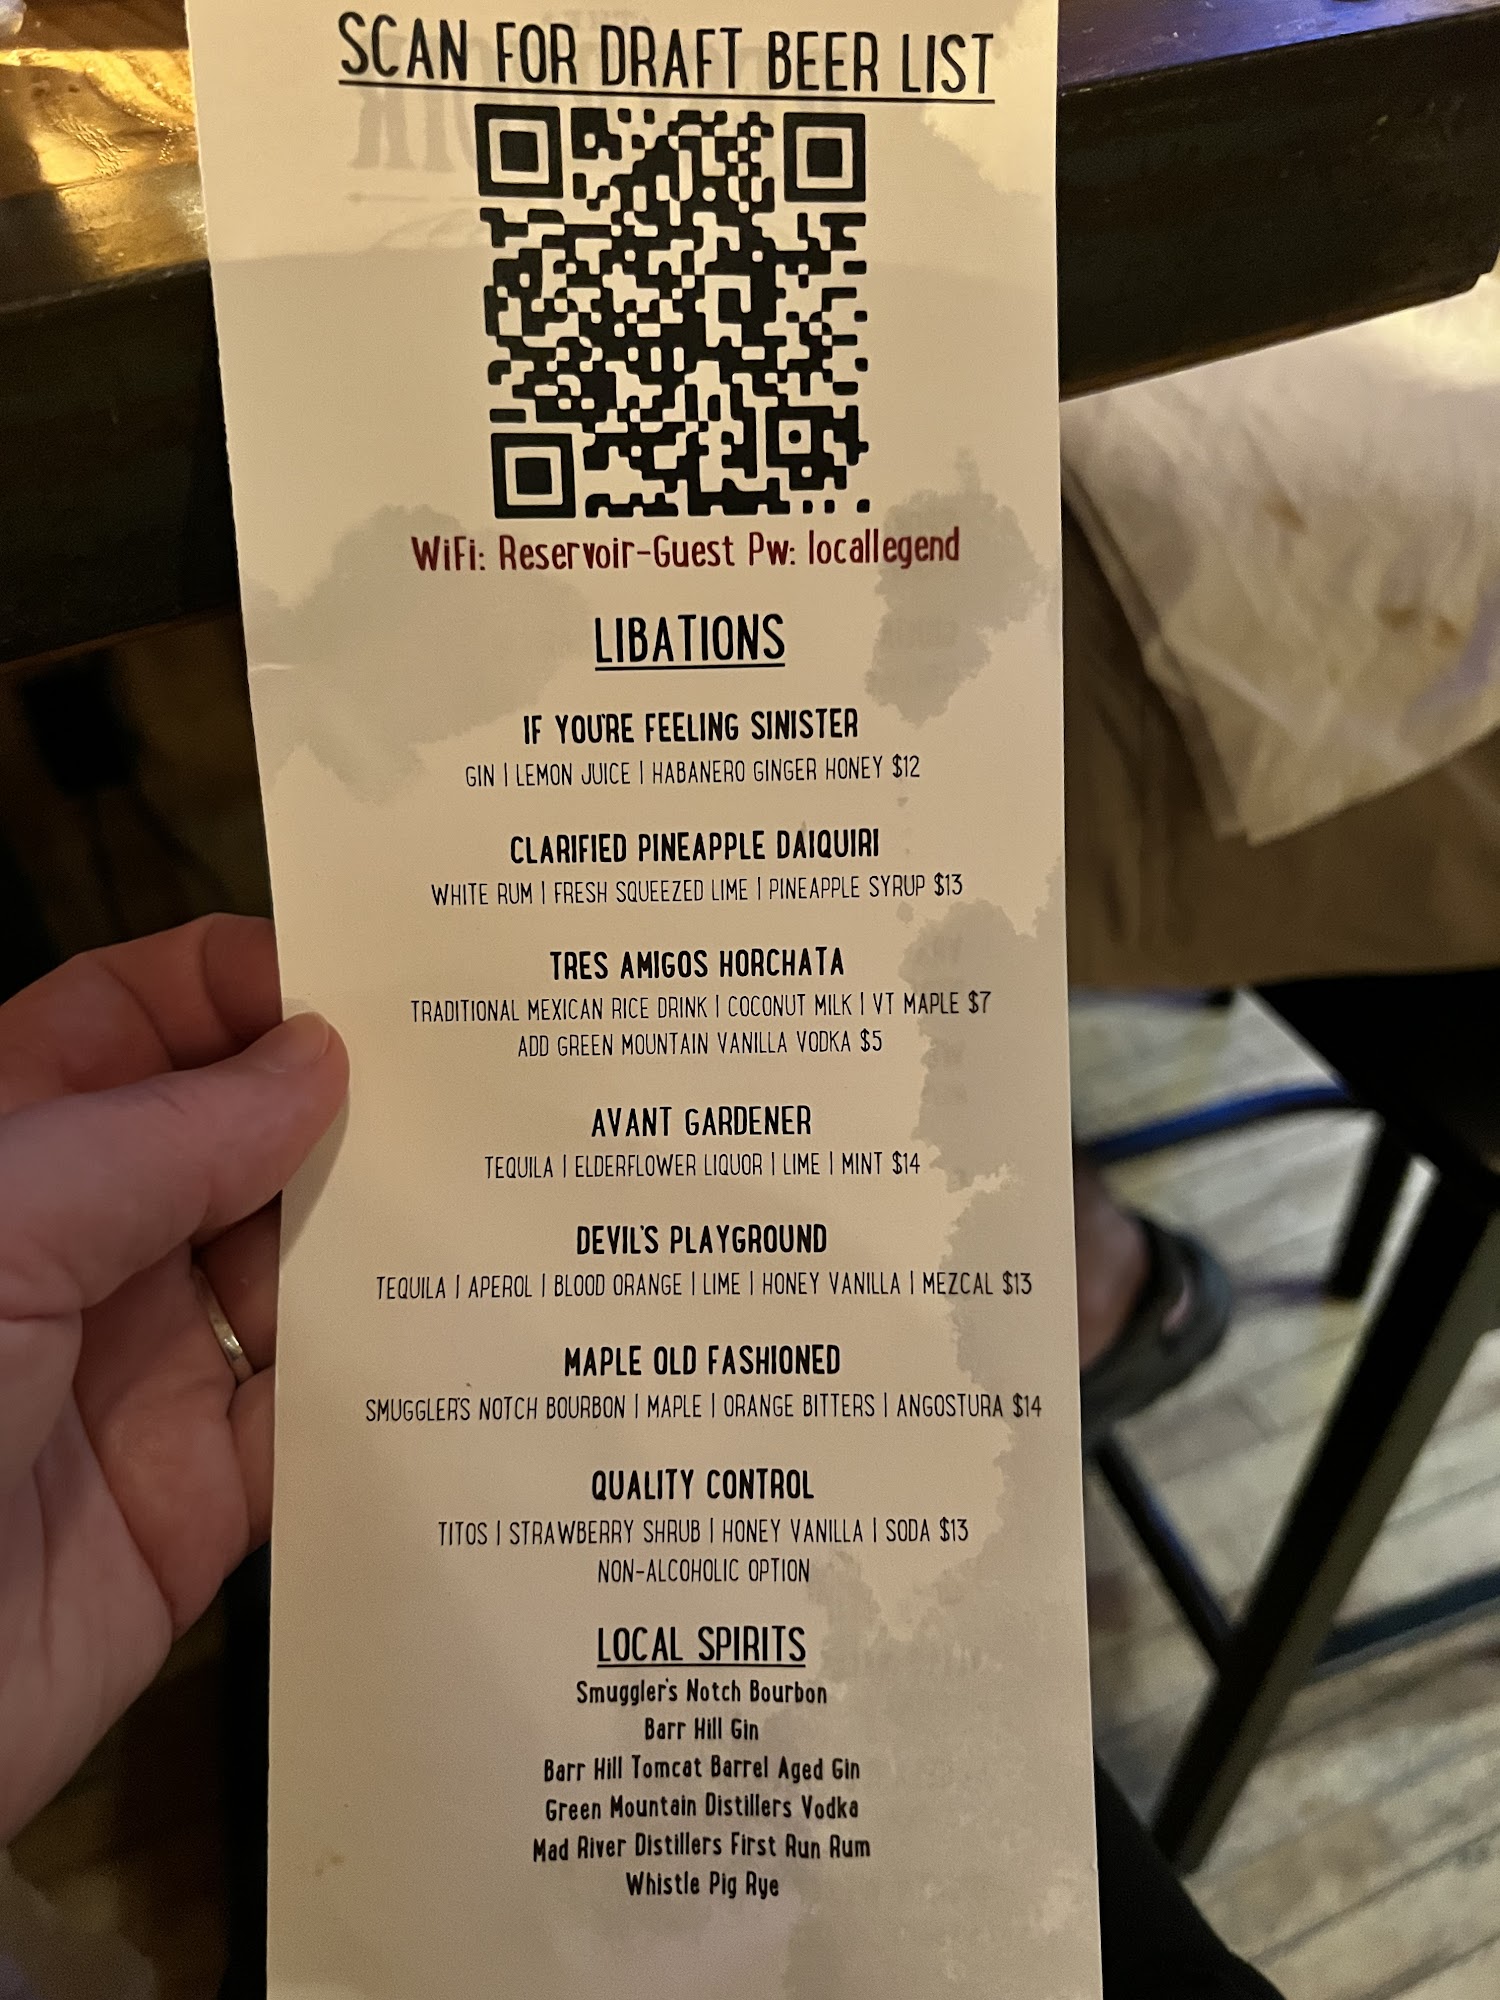 SCAN FOR DRAFT BEER LIST
WiFi: Reservoir-Guest Pw: locallegend
LIBATIONS
IF YOU'RE FEELING SINISTER
GIN | LEMON JUICE | HABANERO GINGER HONEY $12
CLARIFIED PINEAPPLE DAIQUIRI
WHITE RUM | FRESH SQUEEZED LIME | PINEAPPLE SYRUP $13
TRES AMIGOS HORCHATA
TRADITIONAL MEXICAN RICE DRINK | COCONUT MILK | VT MAPLE $7
ADD GREEN MOUNTAIN VANILLA VODKA $5
AVANT GARDENER
TEQUILA | ELDERFLOWER LIQUOR | LIME | MINT $14
DEVIL'S PLAYGROUND
TEQUILA | APEROL | BLOOD ORANGE | LIME | HONEY VANILLA | MEZCAL $13
MAPLE OLD FASHIONED
SMUGGLER'S NOTCH BOURBON | MAPLE | ORANGE BITTERS | ANGOSTURA $14
QUALITY CONTROL
TITOS | STRAWBERRY SHRUB | HONEY VANILLA | SODA $13
NON-ALCOHOLIC OPTION
LOCAL SPIRITS
Smuggler's Notch Bourbon
Barr Hill Gin
Barr Hill Tomcat Barrel Aged Gin
Green Mountain Distillers Vodka
Mad River Distillers First Run Rum
Whistle Pig Rye